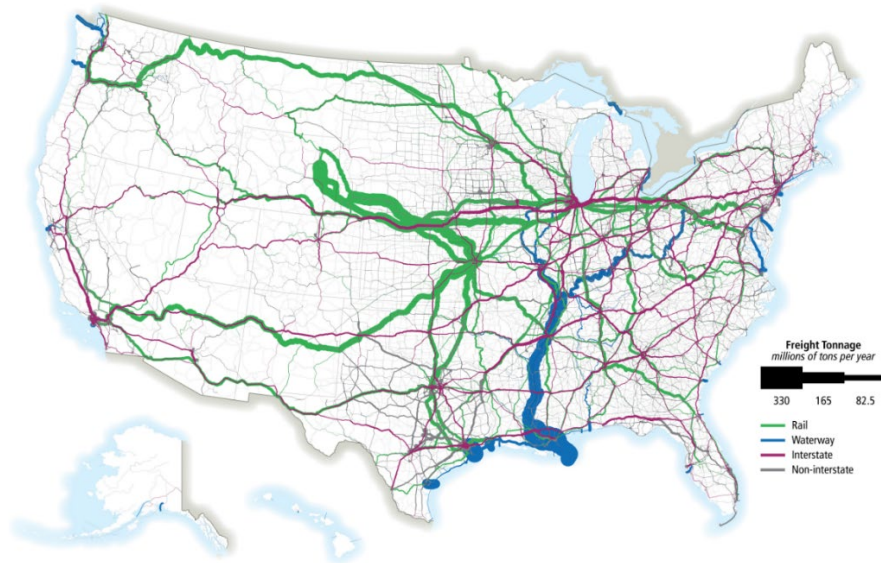 Freight Tonnage
millions of tons per year
330 165 82.5
Rail
Waterway
Interstate
Non-interstate